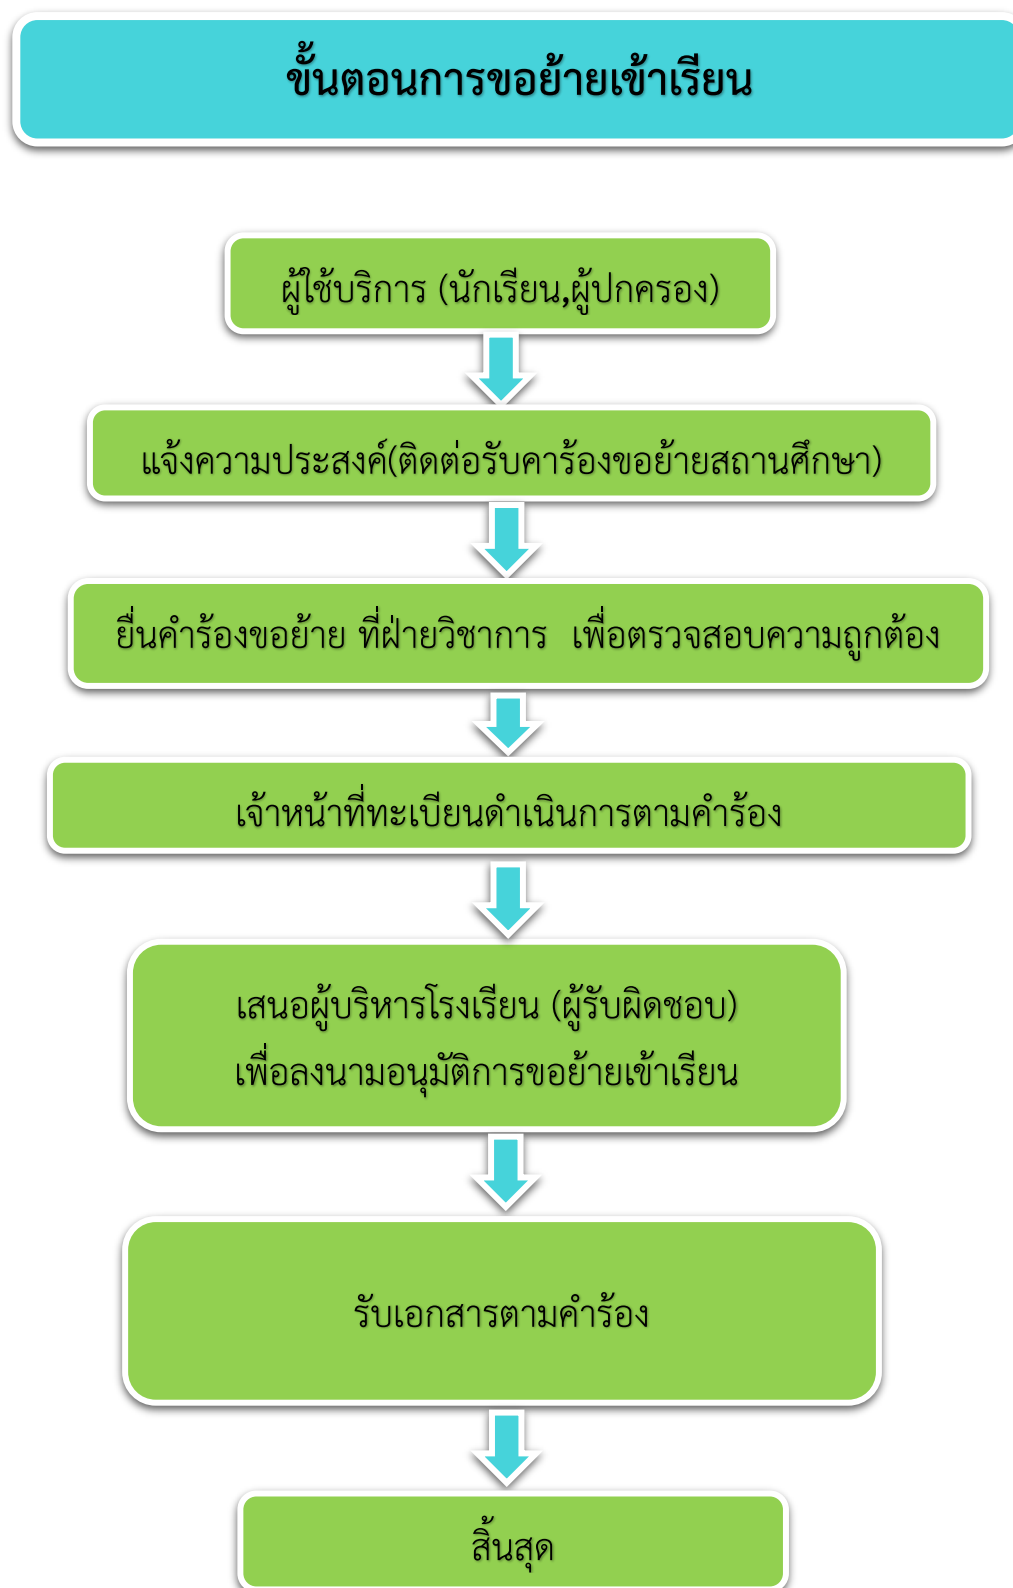 ขั้นตอนการขอย้ายเข้าเรียน
ผู้ใช้บริการ (นักเรียน,ผู้ปกครอง)
แจ้งความประสงค์(ติดต่อรับคาร้องขอย้ายสถานศึกษา)
ยื่นคำร้องขอย้าย ที่ฝ่ายวิชาการ เพื่อตรวจสอบความถูกต้อง
เจ้าหน้าที่ทะเบียนดำเนินการตามคำร้อง
เสนอผู้บริหารโรงเรียน (ผู้รับผิดชอบ)
เพื่อลงนามอนุมัติการขอย้ายเข้าเรียน
รับเอกสารตามคำร้อง
สิ้นสุด